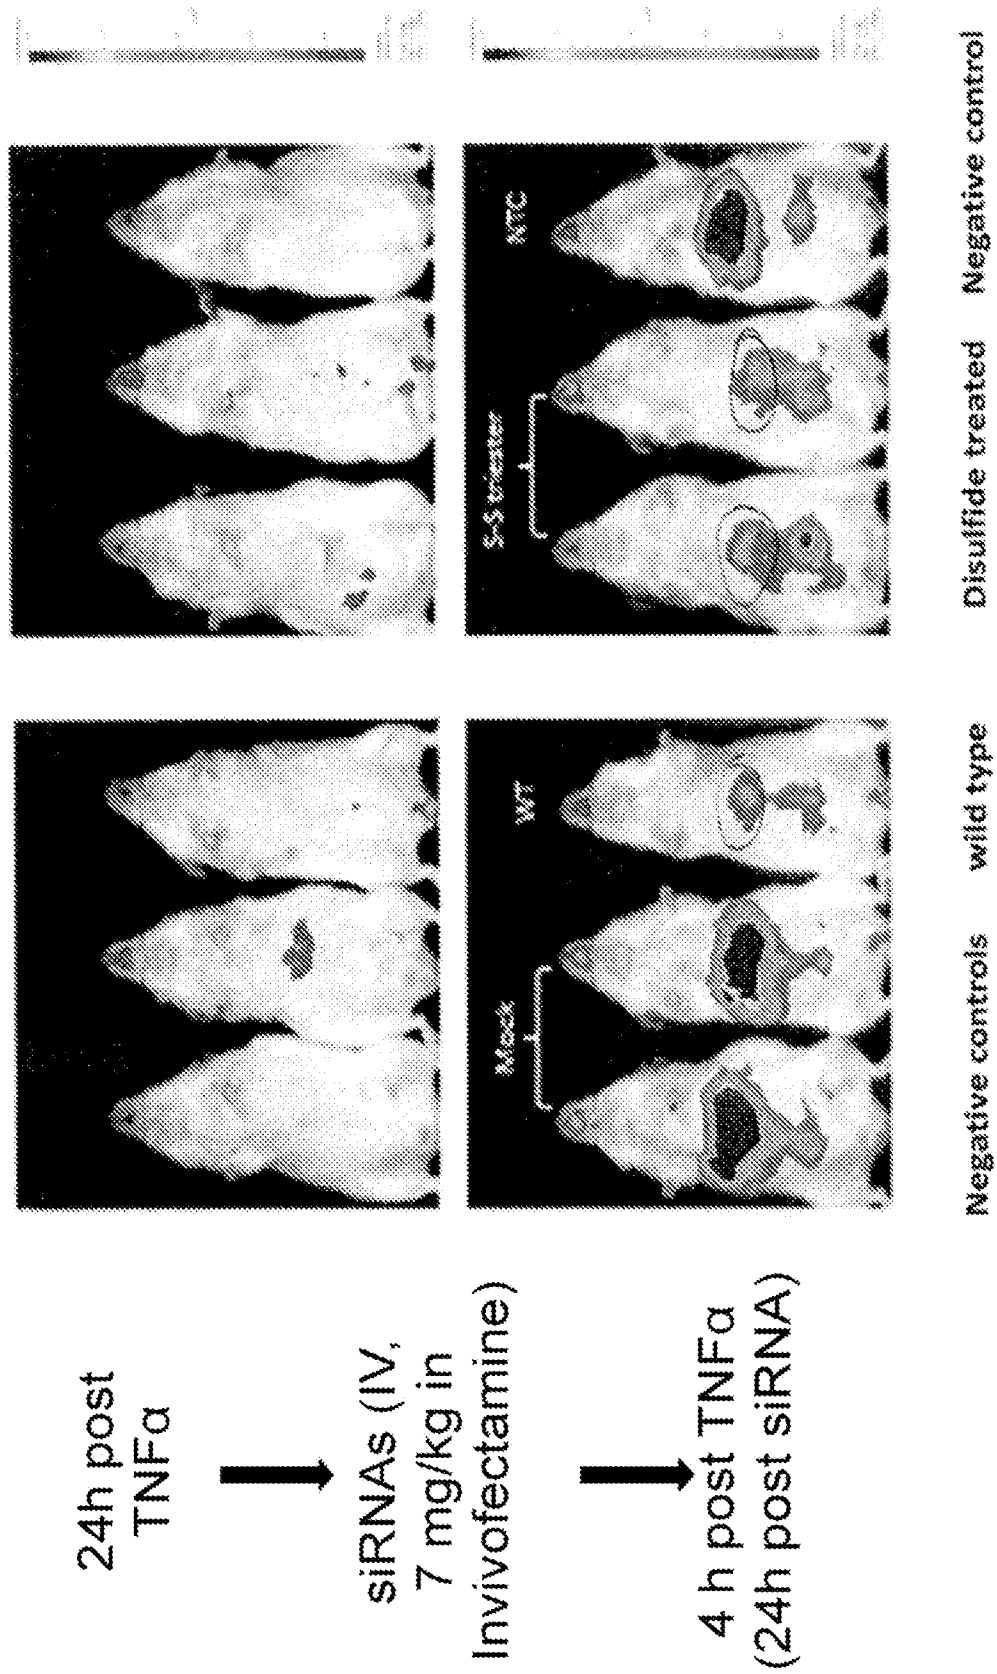 24h post
TNFα
siRNAs (IV,
7 mg/kg in
Invivofectamine)
4 h post TNFα
(24h post siRNA)
Mock
WT
S-S triester
NTC
Negative controls
wild type
Disulfide treated
Negative control